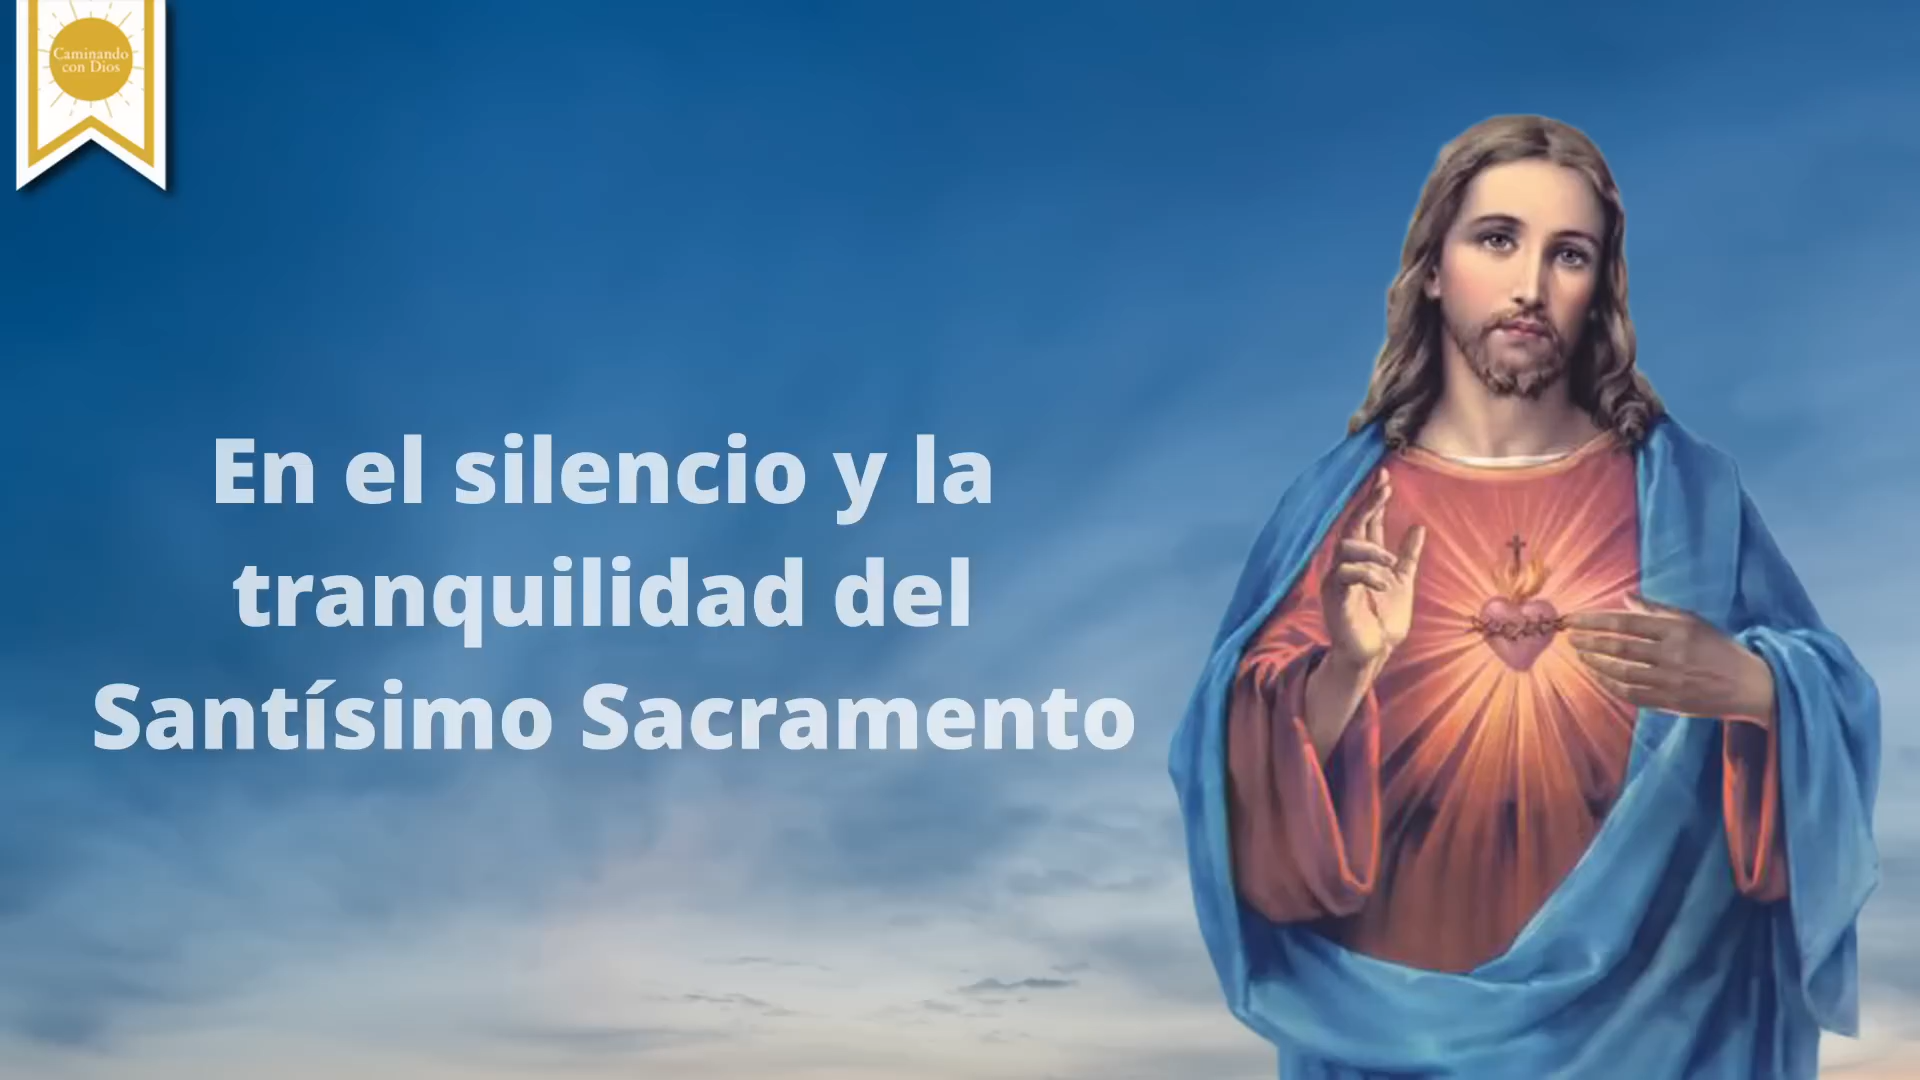 Caminando
con Dios
En el silencio y la
tranquilidad del
Santísimo Sacramento